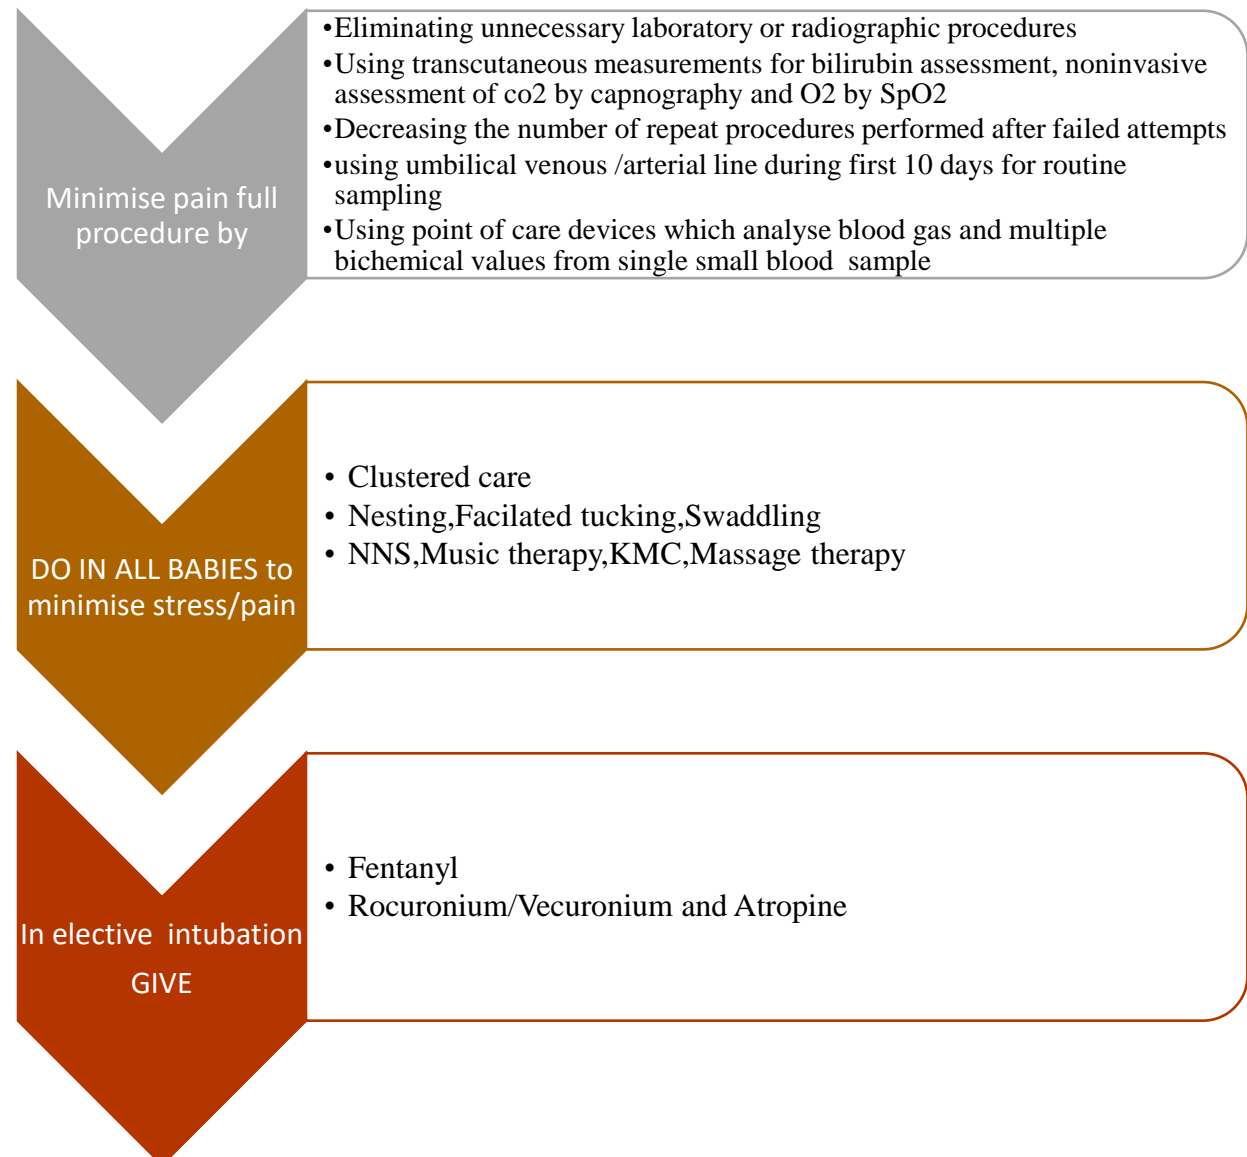 Minimise pain full
procedure by
•Eliminating unnecessary laboratory or radiographic procedures
•Using transcutaneous measurements for bilirubin assessment, noninvasive
assessment of co2 by capnography and O2 by SpO2
•Decreasing the number of repeat procedures performed after failed attempts
•using umbilical venous /arterial line during first 10 days for routine
sampling
•Using point of care devices which analyse blood gas and multiple
bichemical values from single small blood sample
DO IN ALL BABIES to
minimise stress/pain
• Clustered care
• Nesting,Facilated tucking,Swaddling
• NNS,Music therapy,KMC,Massage therapy
In elective intubation
GIVE
• Fentanyl
• Rocuronium/Vecuronium and Atropine